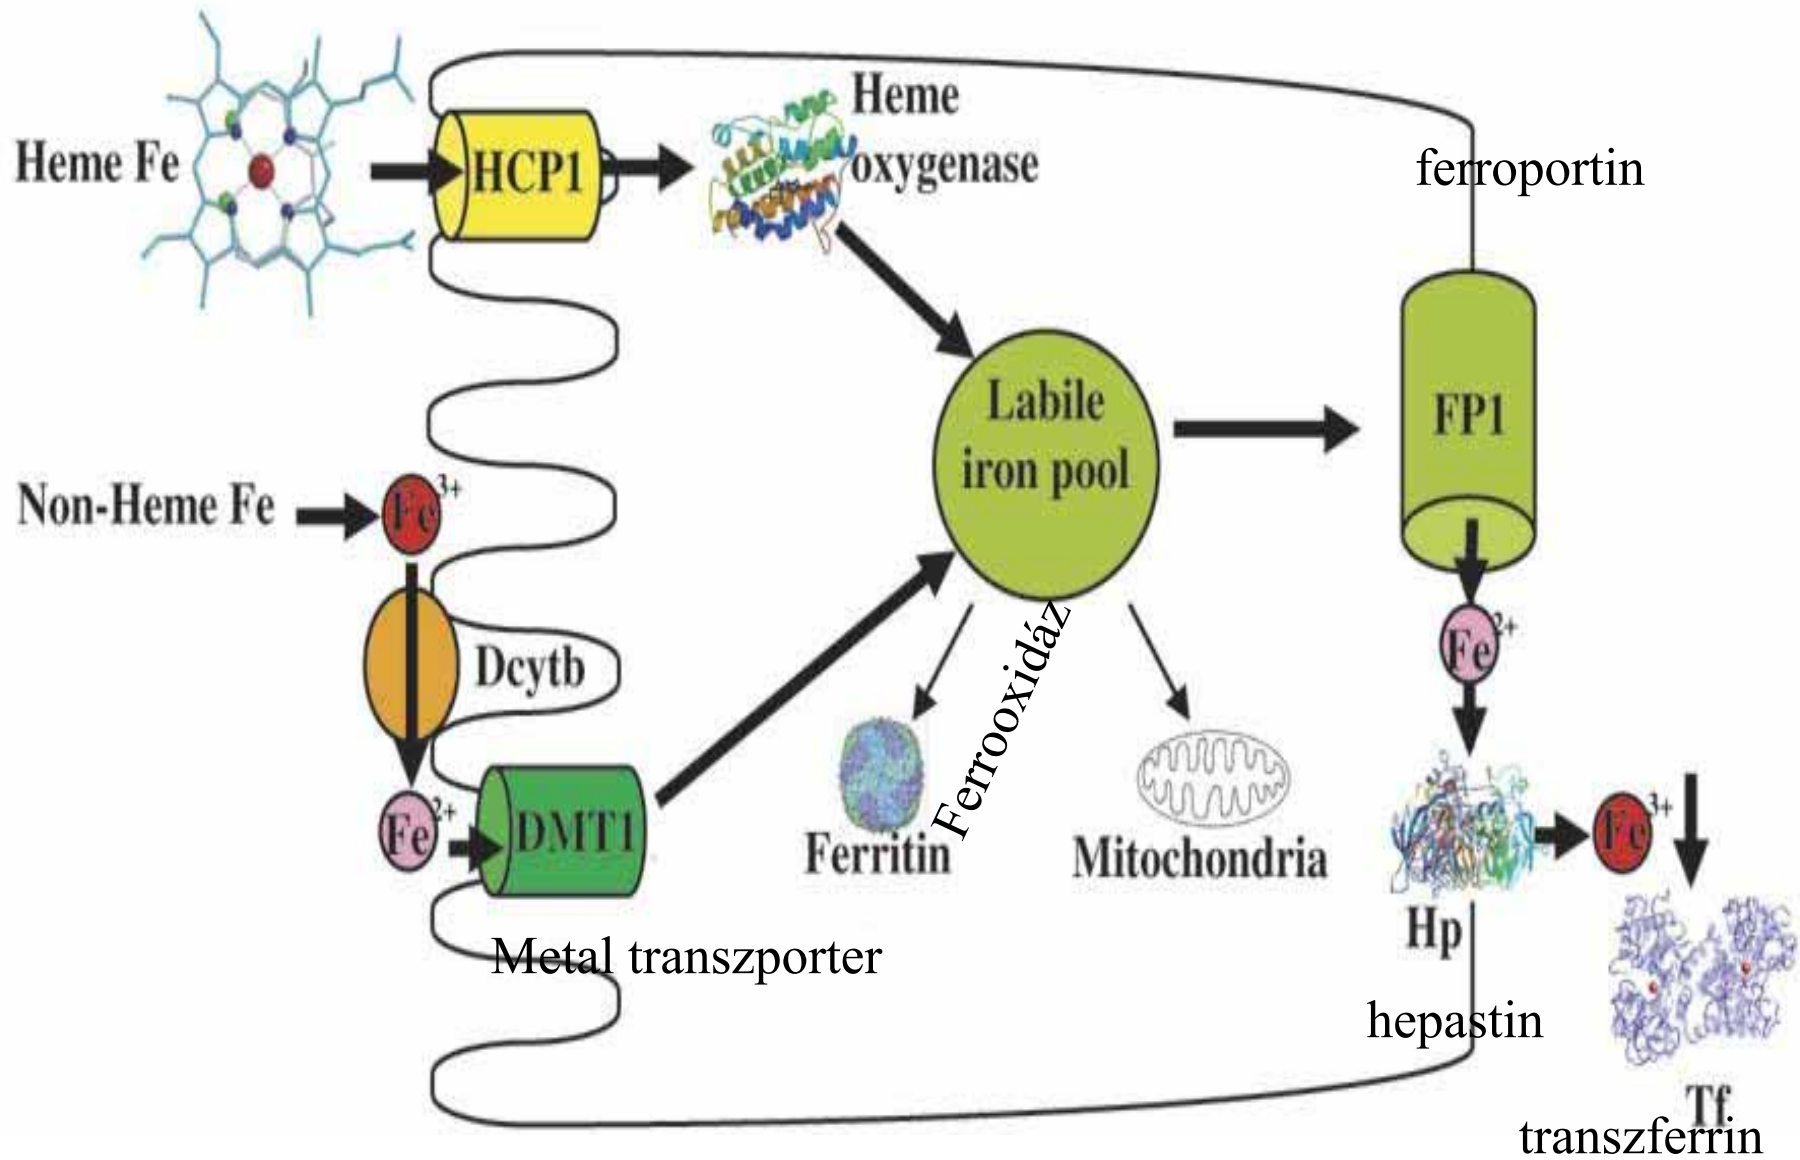 Heme Fe
HCP1
Heme
oxygenase
ferroportin
Labile
iron pool
FP1
Non-Heme Fe
Fe3+
Dcytb
Fe2+
DMT1
Ferrooxidáz
Ferritin
Mitochondria
Fe2+
Fe3+
Hp
Metal transzporter
hepastin
Tf
transzferrin